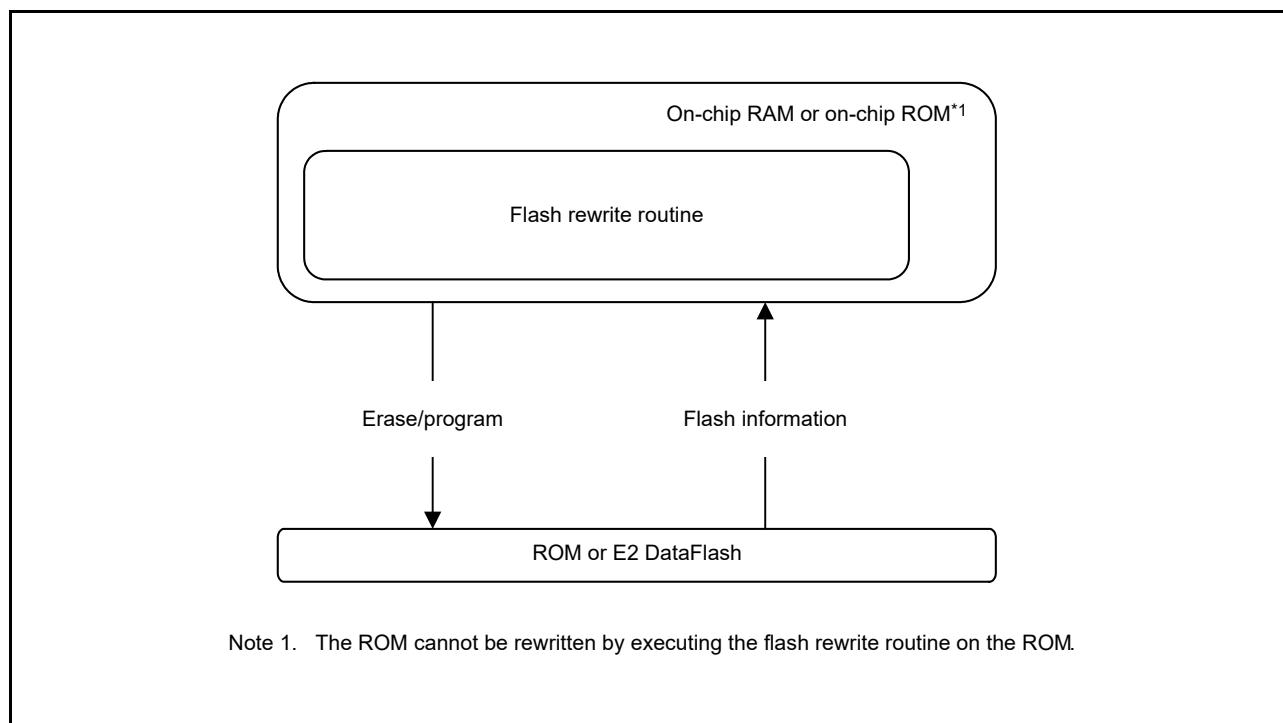 On-chip RAM or on-chip ROM*1
Flash rewrite routine
Erase/program
Flash information
ROM or E2 DataFlash
Note 1. The ROM cannot be rewritten by executing the flash rewrite routine on the ROM.